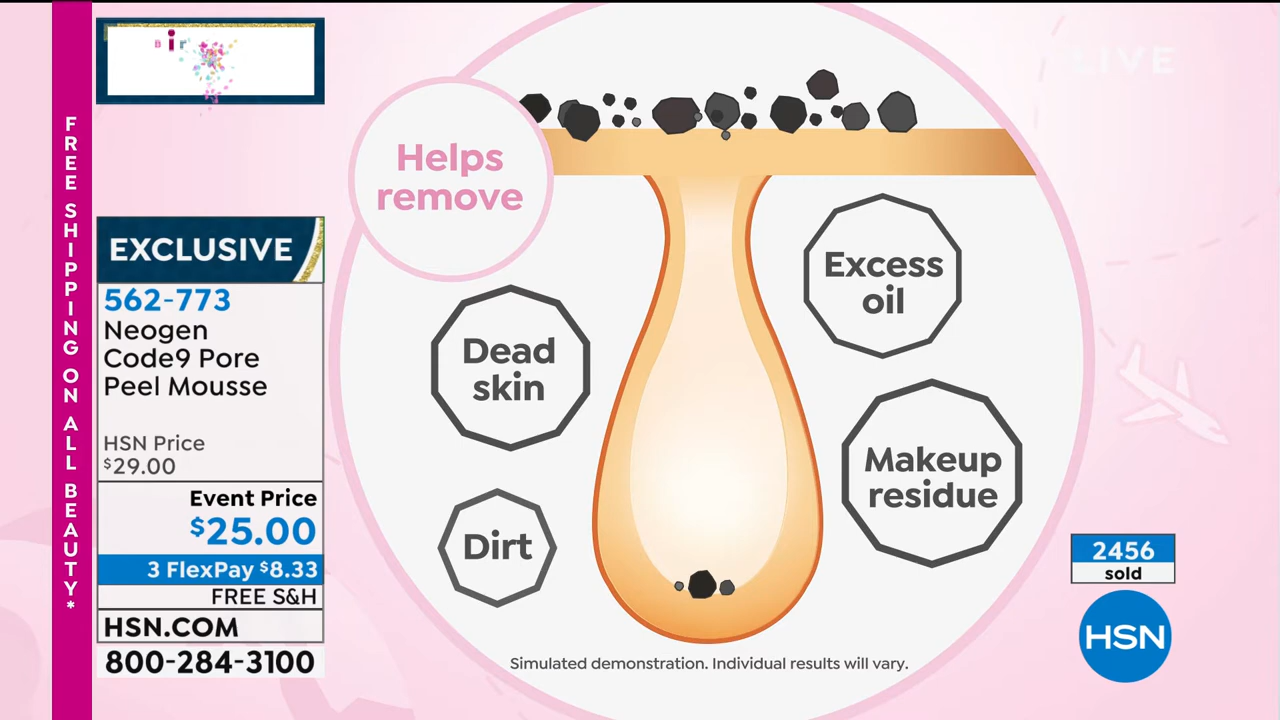 FREE SHIPPING ON ALL BEAUTY*
LIVE
EXCLUSIVE
562-773
Neogen
Code9 Pore
Peel Mousse
HSN Price
$29.00
Event Price
$25.00
3 FlexPay $8.33
FREE S&H
HSN.COM
800-284-3100
Helps
remove
Excess
oil
Dead
skin
Makeup
residue
Dirt
Simulated demonstration. Individual results will vary.
2456
sold
HSN